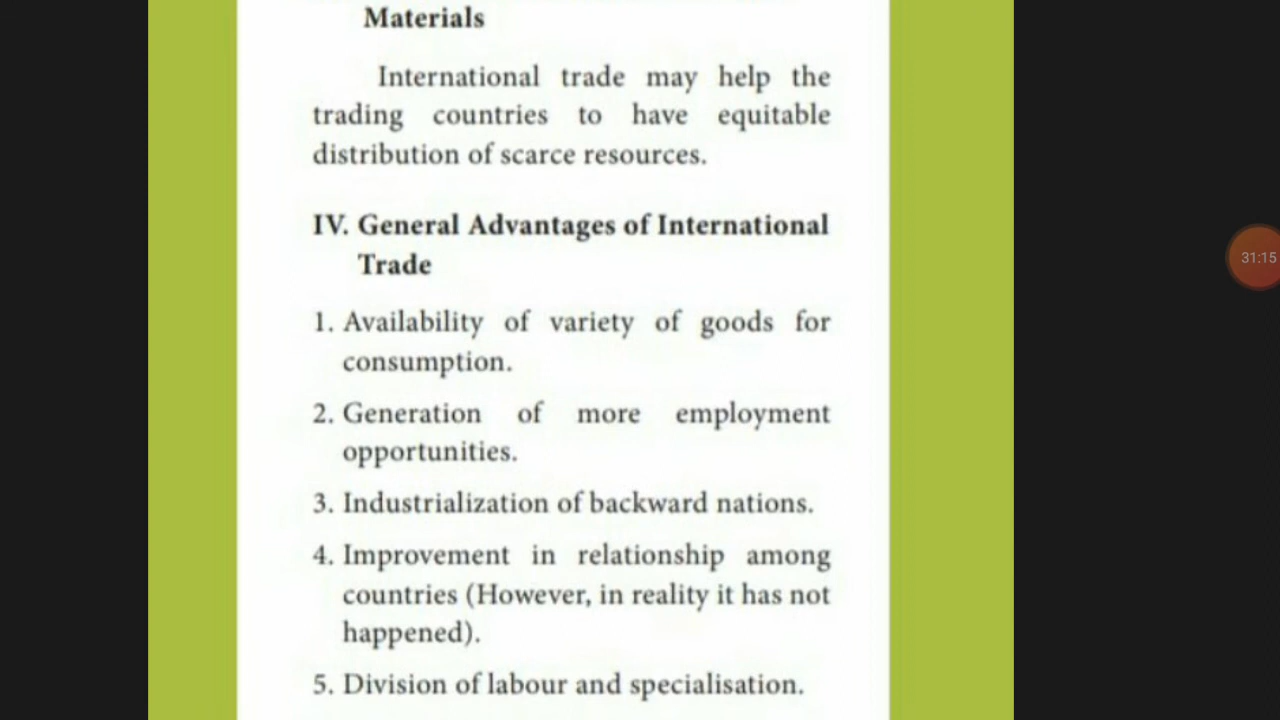 Materials
International trade may help the
trading countries to have equitable
distribution of scarce resources.
IV. General Advantages of International
Trade
1. Availability of variety of goods for
consumption.
2. Generation of more employment
opportunities.
3. Industrialization of backward nations.
4. Improvement in relationship among
countries (However, in reality it has not
happened).
5. Division of labour and specialisation.
31:15